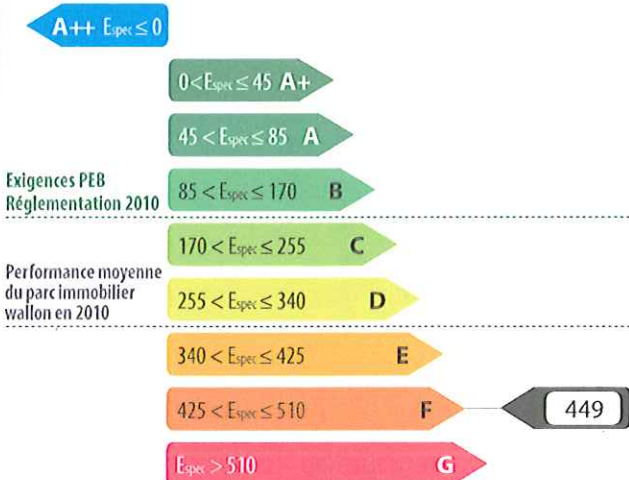 A++ Espec ≤ 0
0 < Espec ≤ 45 A+
45 < Espec ≤ 85 A
Exigences PEB
Réglementation 2010
85 < Espec ≤ 170 B
170 < Espec ≤ 255 C
Performance moyenne
du parc immobilier
wallon en 2010
255 < Espec ≤ 340 D
340 < Espec ≤ 425 E
425 < Espec ≤ 510 F
449
Espec > 510 G